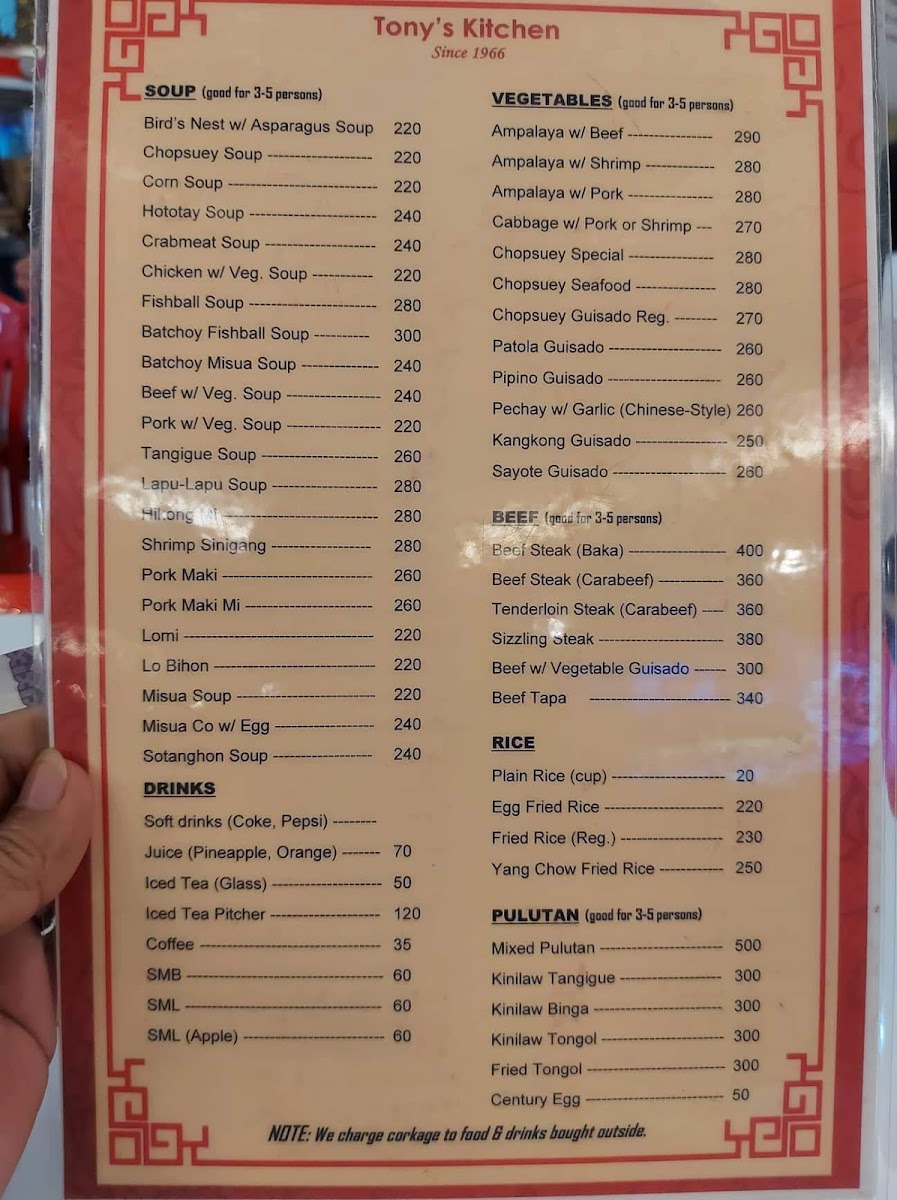 Tony's Kitchen
Since 1966
SOUP (good for 3-5 persons)
Bird's Nest w/ Asparagus Soup 220
Chopsuey Soup -------------------- 220
Corn Soup ---------------------------- 220
Hototay Soup ------------------------ 240
Crabmeat Soup --------------------- 240
Chicken w/ Veg. Soup ----------- 220
Fishball Soup ------------------------ 280
Batchoy Fishball Soup ---------- 300
Batchoy Misua Soup -------------- 240
Beef w/ Veg. Soup ----------------- 240
Pork w/ Veg. Soup ----------------- 220
Tangigue Soup ---------------------- 260
Lapu-Lapu Soup -------------------- 280
----------------------------- 280
Shrimp Sinigang ------------------- 280
Pork Maki ---------------------------- 260
Pork Maki Mi ------------------------ 260
Lomi ------------------------------------ 220
Lo Bihon ------------------------------ 220
Misua Soup -------------------------- 220
Misua Co w/ Egg ------------------- 240
Sotanghon Soup ------------------- 240
DRINKS
Soft drinks (Coke, Pepsi) --------
Juice (Pineapple, Orange) ------- 70
Iced Tea (Glass) --------------------- 50
Iced Tea Pitcher --------------------- 120
Coffee ---------------------------------- 35
SMB ------------------------------------- 60
SML ------------------------------------- 60
SML (Apple) -------------------------- 60
VEGETABLES (good for 3-5 persons)
Ampalaya w/ Beef ---------------- 290
Ampalaya w/ Shrimp ------------- 280
Ampalaya w/ Pork ---------------- 280
Cabbage w/ Pork or Shrimp --- 270
Chopsuey Special ---------------- 280
Chopsuey Seafood --------------- 280
Chopsuey Guisado Reg. -------- 270
Patola Guisado --------------------- 260
Pipino Guisado --------------------- 260
Pechay w/ Garlic (Chinese-Style) 260
Kangkong Guisado ----------------- 250
Sayote Guisado --------------------- 260
BEEF (good for 3-5 persons)
Beef Steak (Baka) ------------------ 400
Beef Steak (Carabeef) ------------ 360
Tenderloin Steak (Carabeef) ---- 360
Sizzling Steak ----------------------- 380
Beef w/ Vegetable Guisado ------ 300
Beef Tapa -------------------------- 340
RICE
Plain Rice (cup) --------------------- 20
Egg Fried Rice ---------------------- 220
Fried Rice (Reg.) ------------------- 230
Yang Chow Fried Rice ------------ 250
PULUTAN (good for 3-5 persons)
Mixed Pulutan ----------------------- 500
Kinilaw Tangigue ------------------- 300
Kinilaw Binga ------------------------ 300
Kinilaw Tongol ----------------------- 300
Fried Tongol -------------------------- 300
Century Egg -------------------------- 50
NOTE: We charge corkage to food & drinks bought outside.